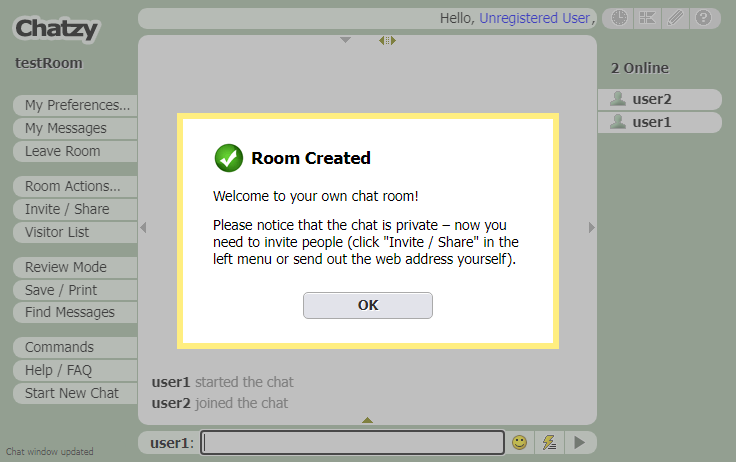 Chatzy
Hello, Unregistered User,
testRoom
2 Online
user2
user1
My Preferences...
My Messages
Leave Room
Room Actions...
Invite / Share
Visitor List
Review Mode
Save / Print
Find Messages
Commands
Help / FAQ
Start New Chat
Room Created
Welcome to your own chat room!
Please notice that the chat is private – now you
need to invite people (click "Invite / Share" in the
left menu or send out the web address yourself).
OK
user1 started the chat
user2 joined the chat
user1:
Chat window updated